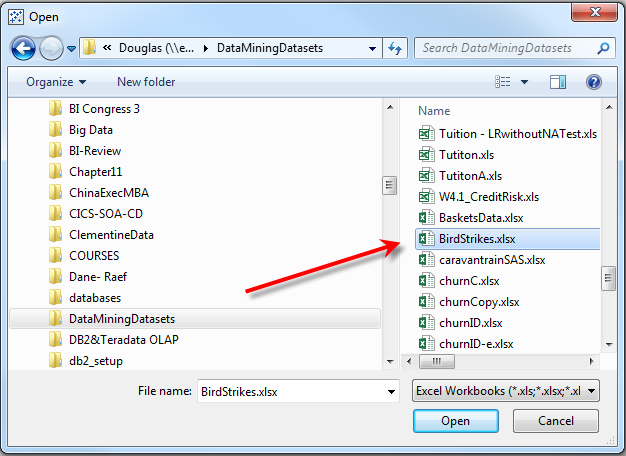 Open
Douglas (\\e... DataMiningDatasets
Search DataMiningDatasets
Organize New folder
BI Congress 3
Big Data
BI-Review
Chapter11
ChinaExecMBA
CICS-SOA-CD
ClementineData
COURSES
Dane- Raef
databases
DataMiningDatasets
DB2&Teradata OLAP
db2_setup
Name
Tuition - LRwithoutNATest.xls
Tutiton.xls
TutitonA.xls
W4.1_CreditRisk.xls
BasketsData.xlsx
BirdStrikes.xlsx
caravantrainSAS.xlsx
churnC.xlsx
churnCopy.xlsx
churnID.xlsx
churnID-e.xlsx
File name: BirdStrikes.xlsx
Excel Workbooks (*.xls;*.xlsx;*.xl
Open Cancel